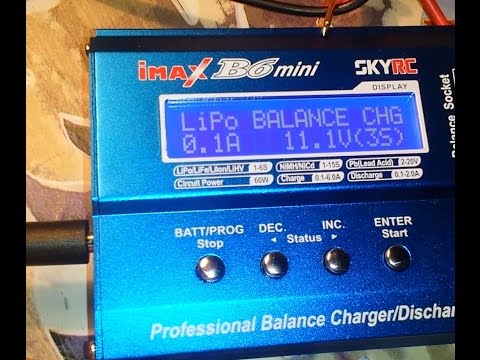 iMAX B6 mini SKYRC
DISPLAY
LiPo BALANCE CHG
0.1A 11.1V(3S)
LiPo/LiFe/LiIon/LiHV 1-6S NiMH/NiCd 1-15S Pb(Lead Acid) 2-20V
Circuit Power 60W Charge 0.1-6.0A Discharge 0.1-2.0A
BATT/PROG DEC. INC. ENTER
Stop ◄ Status ► Start
Professional Balance Charger/Dischar
Balance Socket